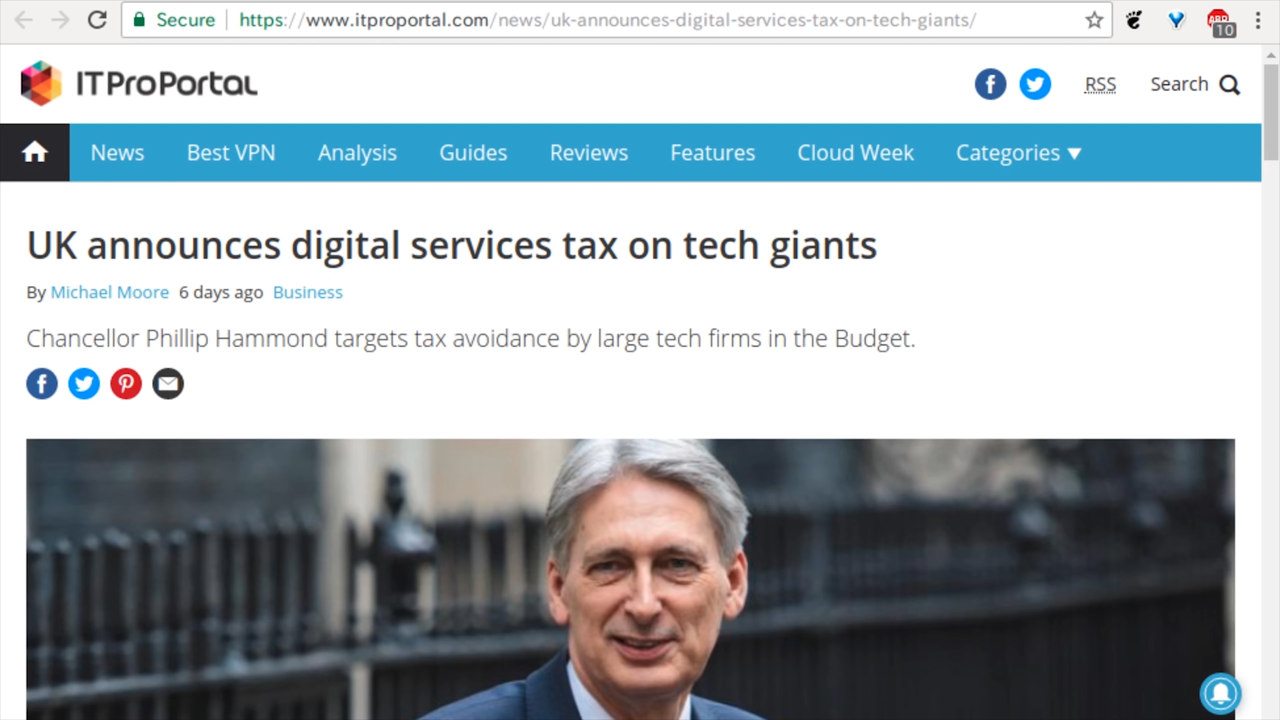 Secure https://www.itproportal.com/news/uk-announces-digital-services-tax-on-tech-giants/
ABP 10
ITProPortal
RSS Search
News Best VPN Analysis Guides Reviews Features Cloud Week Categories
UK announces digital services tax on tech giants
By Michael Moore 6 days ago Business
Chancellor Phillip Hammond targets tax avoidance by large tech firms in the Budget.